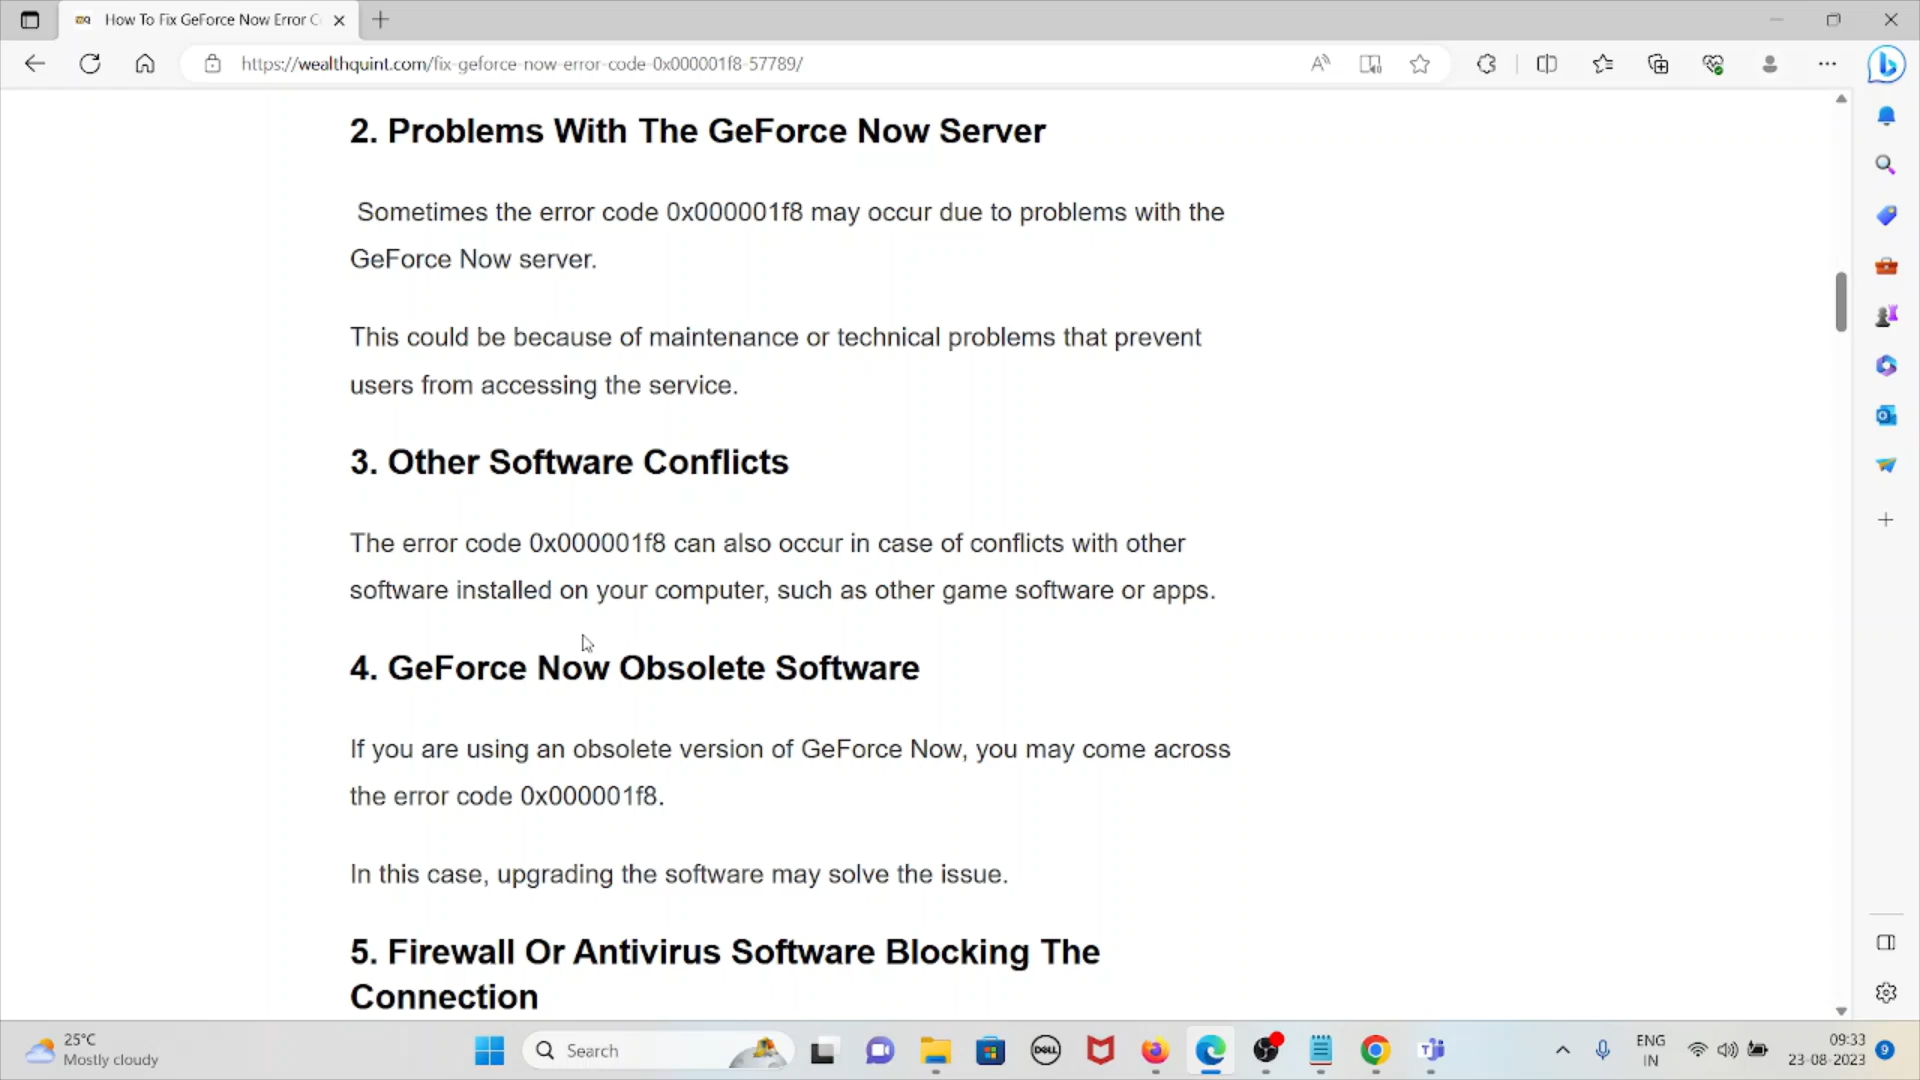 How To Fix GeForce Now Error C
https://wealthquint.com/fix-geforce-now-error-code-0x000001f8-57789/
2. Problems With The GeForce Now Server
Sometimes the error code 0x000001f8 may occur due to problems with the
GeForce Now server.
This could be because of maintenance or technical problems that prevent
users from accessing the service.
3. Other Software Conflicts
The error code 0x000001f8 can also occur in case of conflicts with other
software installed on your computer, such as other game software or apps.
4. GeForce Now Obsolete Software
If you are using an obsolete version of GeForce Now, you may come across
the error code 0x000001f8.
In this case, upgrading the software may solve the issue.
5. Firewall Or Antivirus Software Blocking The
Connection
25°C
Mostly cloudy
Search
DELL
ENG
IN
09:33
23-08-2023
9